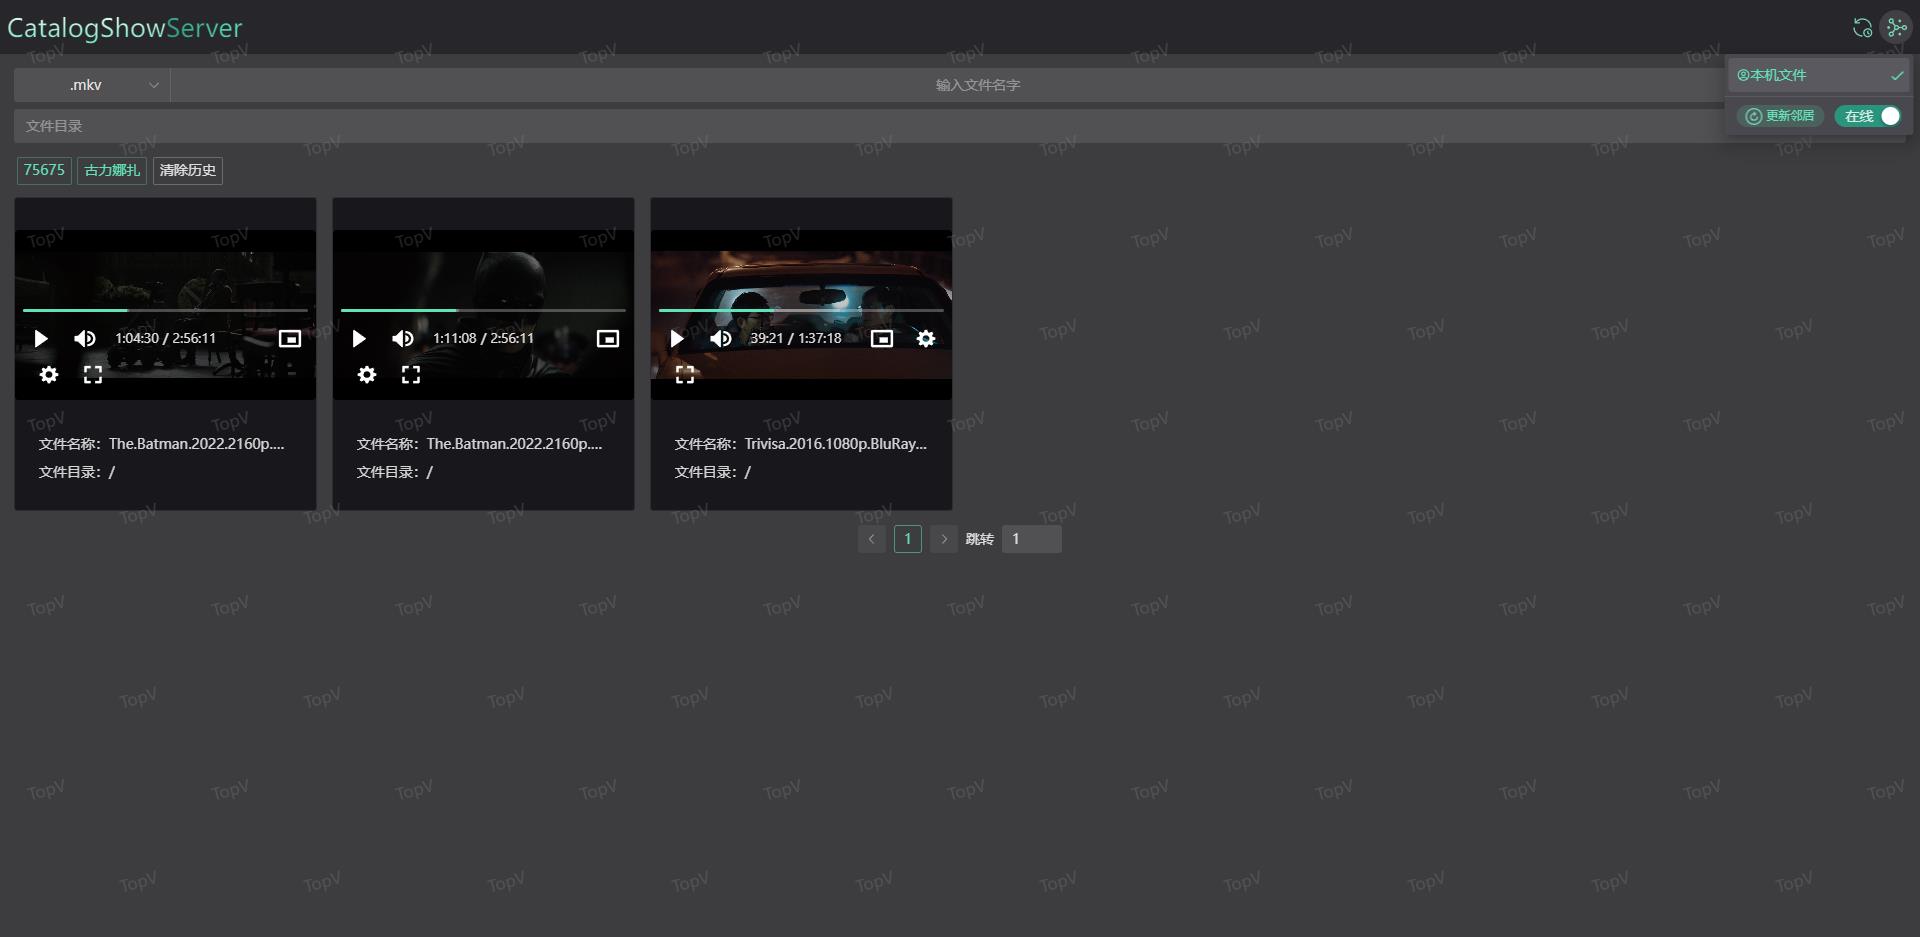 CatalogShowServer
.mkv
输入文件名字
本机文件
文件目录
更新邻居
在线
75675
古力娜扎
清除历史
1:04:30 / 2:56:11
1:11:08 / 2:56:11
39:21 / 1:37:18
文件名称：The.Batman.2022.2160p....
文件目录：/
文件名称：The.Batman.2022.2160p....
文件目录：/
文件名称：Trivisa.2016.1080p.BluRay...
文件目录：/
1
跳转
1
TopV